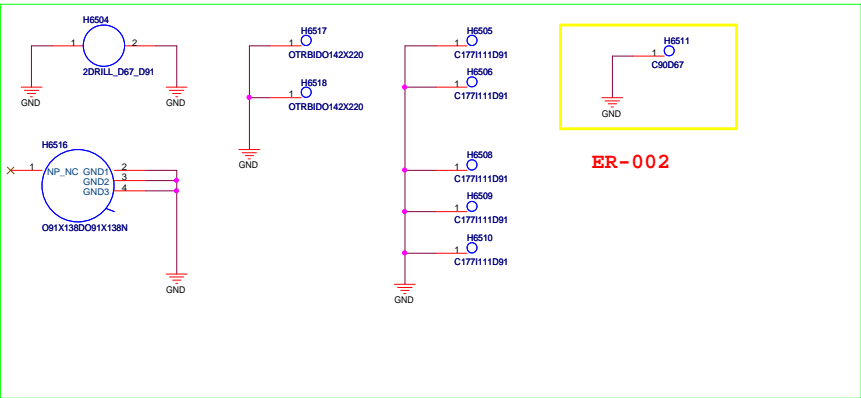 H6504
1
2
2DRILL_D67_D91
GND
GND
H6516
1
NP_NC
GND1
2
GND2
3
GND3
4
O91X138DO91X138N
GND
H6517
1
OTRBIDO142X220
H6518
1
OTRBIDO142X220
GND
H6505
1
C177I111D91
H6506
1
C177I111D91
H6508
1
C177I111D91
H6509
1
C177I111D91
H6510
1
C177I111D91
GND
H6511
1
C90D67
GND
ER-002